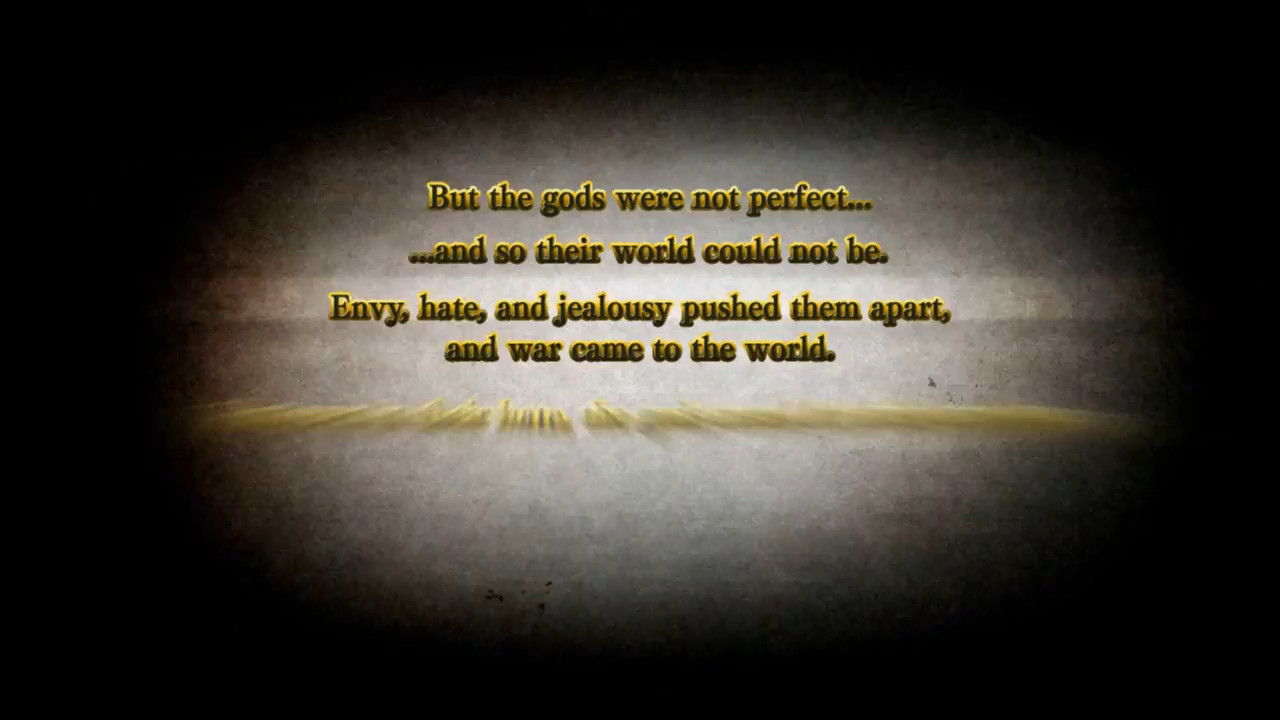 But the gods were not perfect...
...and so their world could not be.
Envy, hate, and jealousy pushed them apart,
and war came to the world.